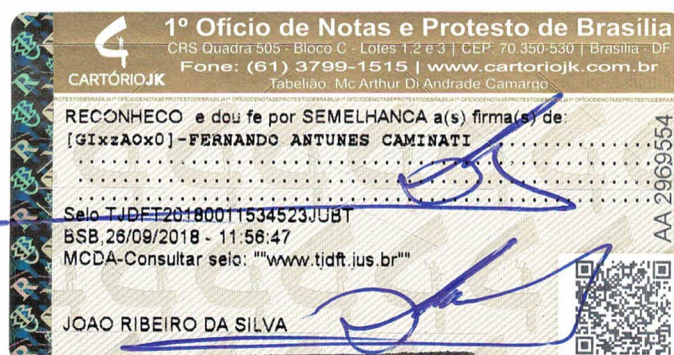 1º Ofício de Notas e Protesto de Brasília
CRS Quadra 505 - Bloco C - Lotes 1,2 e 3 | CEP: 70.350-530 | Brasília - DF
Fone: (61) 3799-1515 | www.cartoriojk.com.br
Tabelião: Mc Arthur Di Andrade Camargo
CARTÓRIOJK
RECONHECO e dou fe por SEMELHANCA a(s) firma(s) de:
[GIxzAOx0]-FERNANDO ANTUNES CAMINATI
Selo TJDFT20180011534523JUBT
BSB,26/09/2018 - 11:56:47
MCDA-Consultar selo: ""www.tjdft.jus.br""
JOAO RIBEIRO DA SILVA
AA 2969554